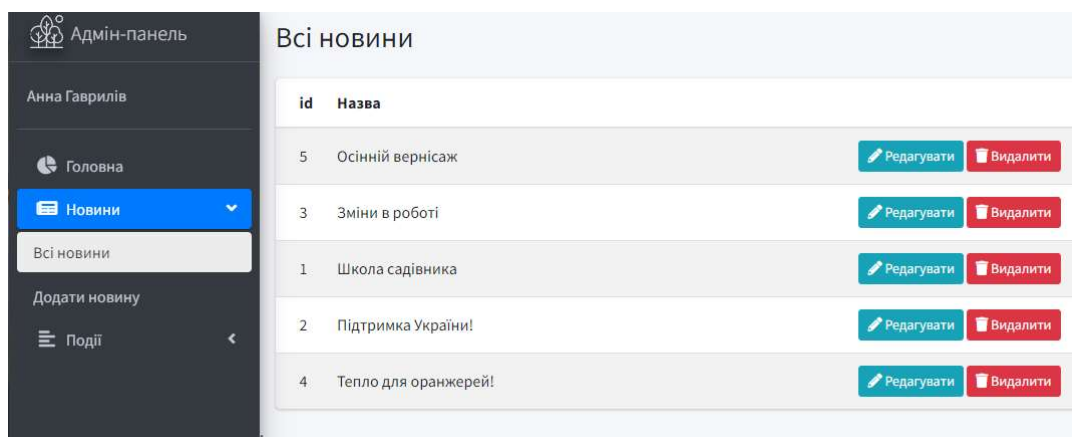 Адмін-панель
Анна Гаврилів
Головна
Новини
Всі новини
Додати новину
Події
Всі новини
id Назва
5 Осінній вернісаж Редагувати Видалити
3 Зміни в роботі Редагувати Видалити
1 Школа садівника Редагувати Видалити
2 Підтримка України! Редагувати Видалити
4 Тепло для оранжерей! Редагувати Видалити